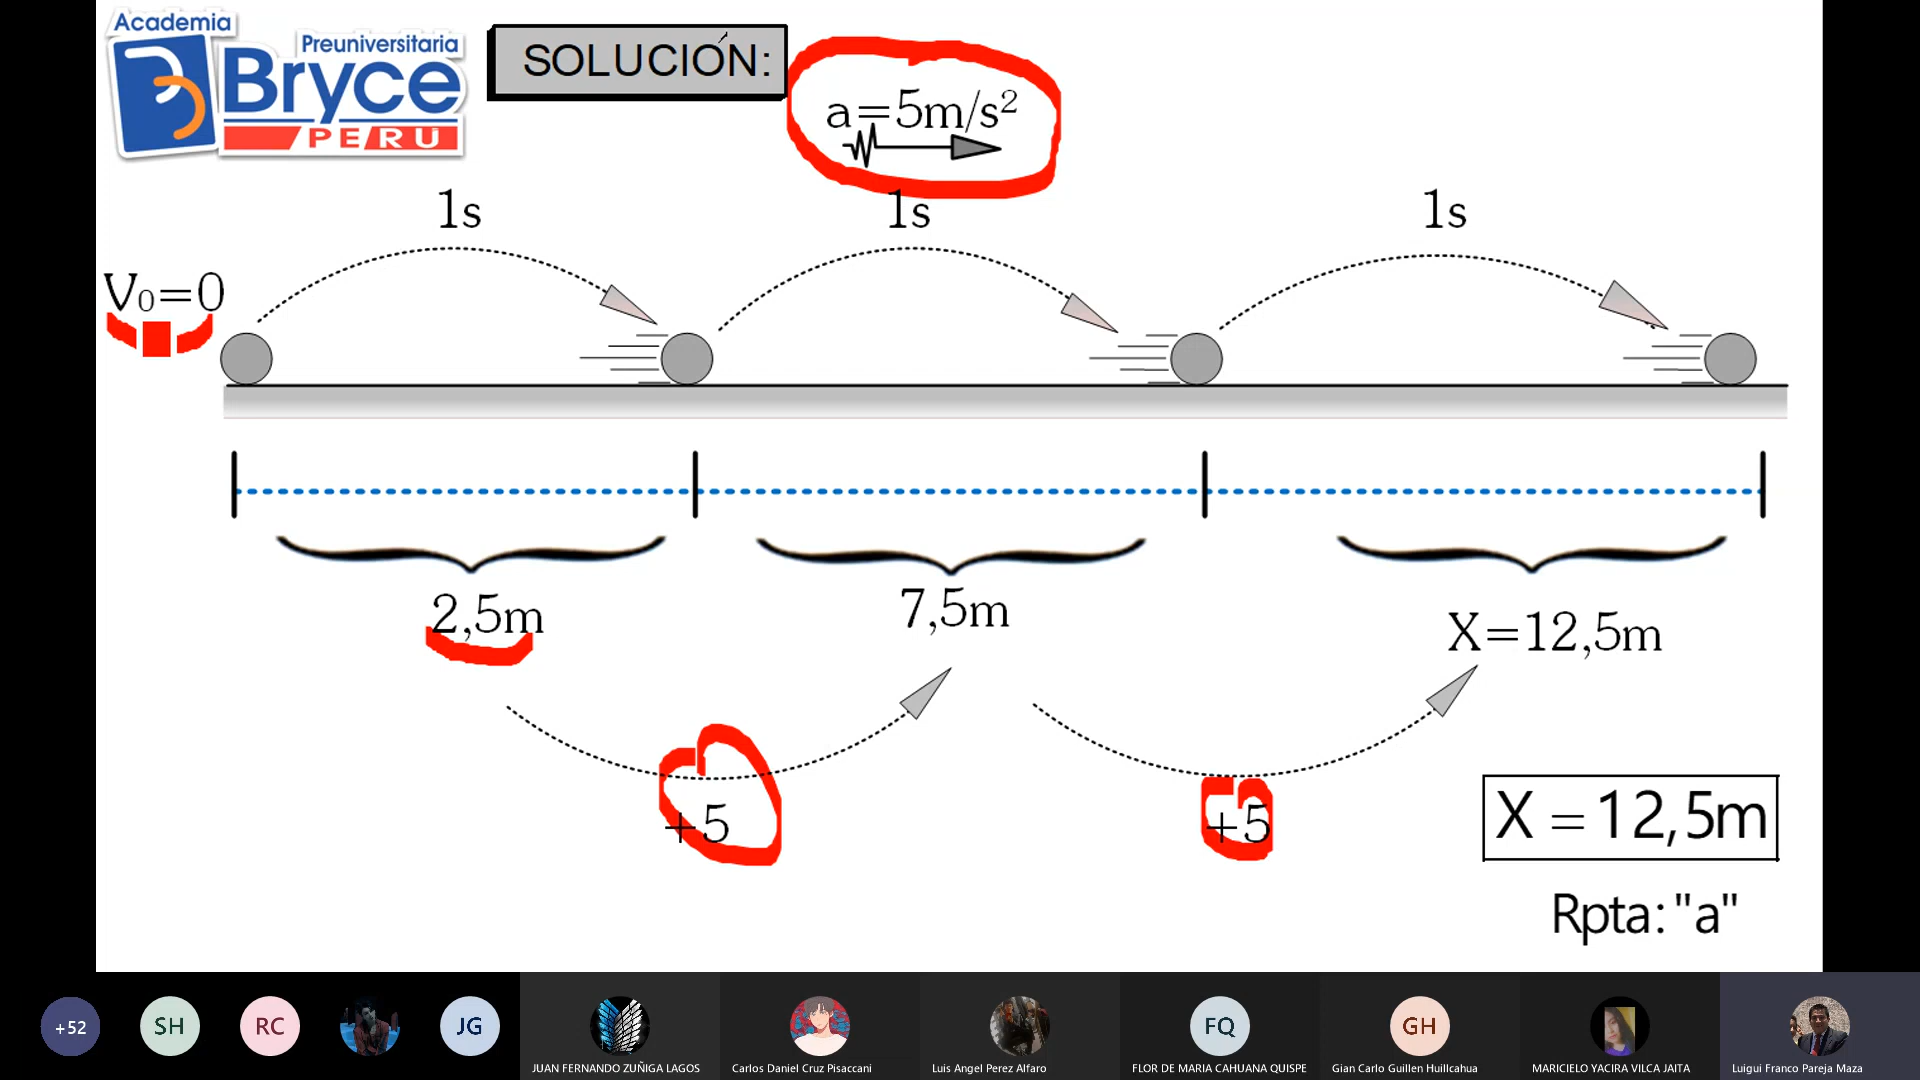 Academia
Preuniversitaria
Bryce
PERÚ
SOLUCIÓN:
a=5m/s²
1s
1s
1s
V₀=0
2,5m
7,5m
X=12,5m
+5
+5
X = 12,5m
Rpta: "a"
+52
SH
RC
JG
FQ
GH
JUAN FERNANDO ZUÑIGA LAGOS
Carlos Daniel Cruz Pisaccani
Luis Angel Perez Alfaro
FLOR DE MARIA CAHUANA QUISPE
Gian Carlo Guillen Huillcahua
MARICIELO YACIRA VILCA JAITA
Luigui Franco Pareja Maza